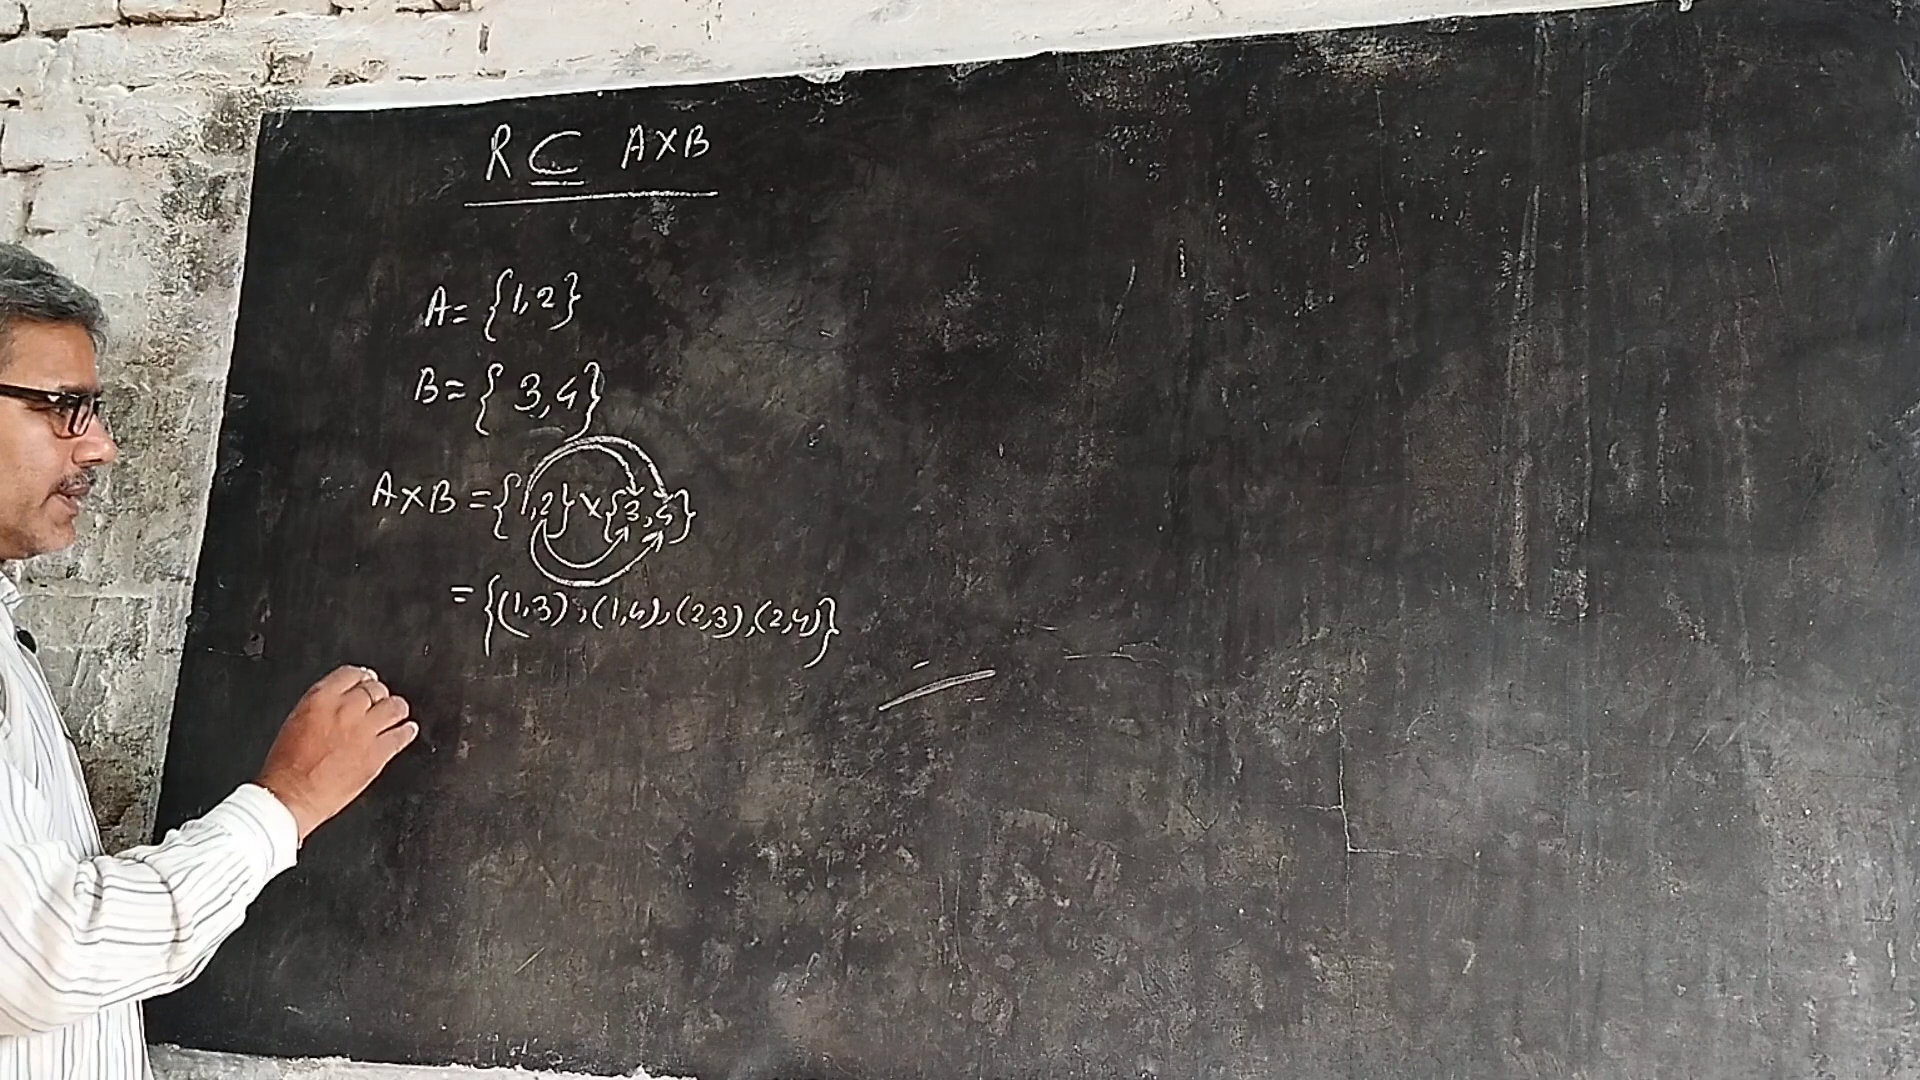 R ⊆ A×B
A = {1,2}
B = { 3,4}
A×B = {1,2} × {3,4}
= {(1,3), (1,4), (2,3), (2,4)}